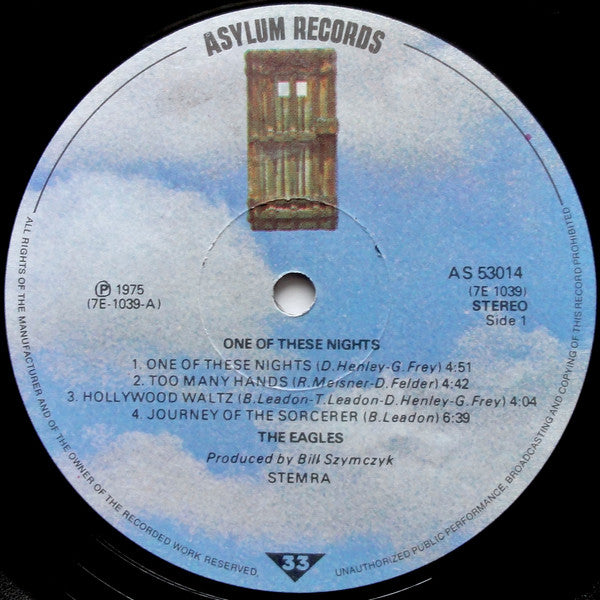 ASYLUM RECORDS
℗ 1975
(7E-1039-A)
AS 53014
(7E 1039)
STEREO
Side 1
ONE OF THESE NIGHTS
1. ONE OF THESE NIGHTS (D. Henley-G. Frey) 4:51
2. TOO MANY HANDS (R. Meisner-D. Felder) 4:42
3. HOLLYWOOD WALTZ (B. Leadon-T. Leadon-D. Henley-G. Frey) 4:04
4. JOURNEY OF THE SORCERER (B. Leadon) 6:39
THE EAGLES
Produced by Bill Szymczyk
STEMRA
33
ALL RIGHTS OF THE MANUFACTURER AND OF THE OWNER OF THE RECORDED WORK RESERVED.
UNAUTHORIZED PUBLIC PERFORMANCE, BROADCASTING AND COPYING OF THIS RECORD PROHIBITED